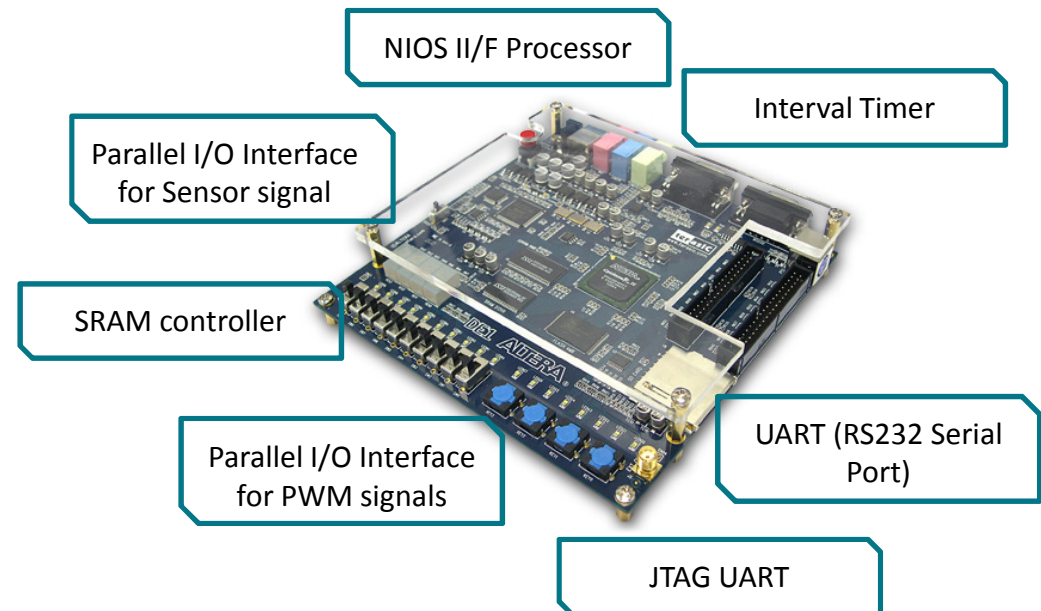 NIOS II/F Processor
Interval Timer
Parallel I/O Interface
for Sensor signal
SRAM controller
terasIC
DE1 ALTERA
Parallel I/O Interface
for PWM signals
UART (RS232 Serial
Port)
JTAG UART